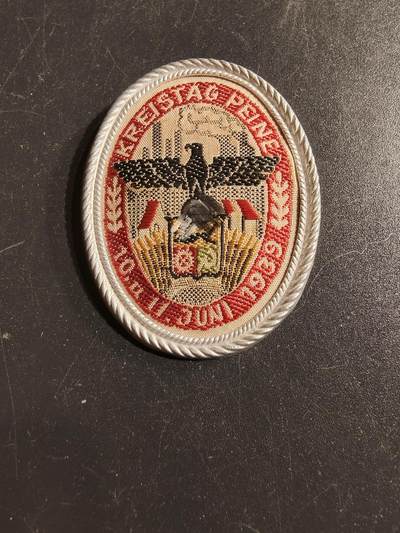 KREISTAG PEINE
10.u.11. JUNI 1939